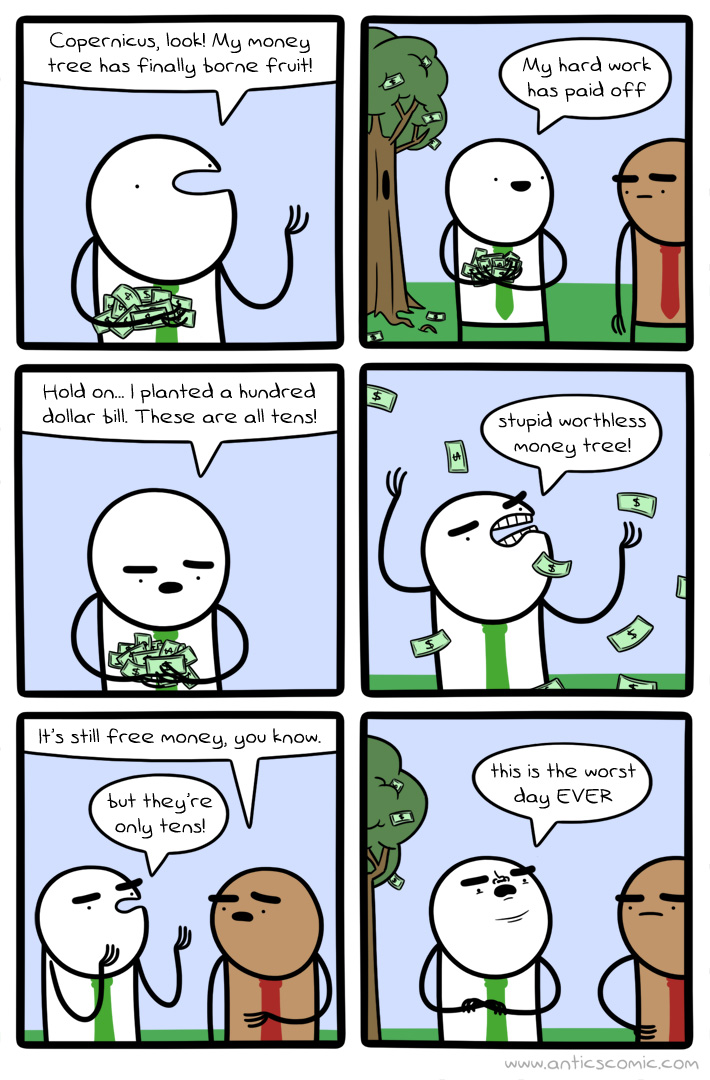 Copernicus, look! My money
tree has finally borne fruit!
My hard work
has paid off
Hold on... I planted a hundred
dollar bill. These are all tens!
stupid worthless
money tree!
It's still free money, you know.
but they're
only tens!
this is the worst
day EVER
www.anticscomic.com